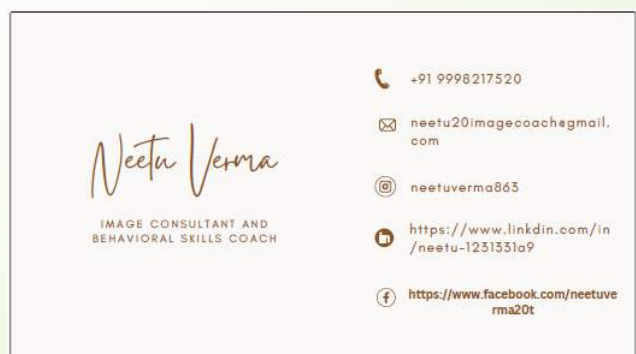 Neetu Verma
IMAGE CONSULTANT AND
BEHAVIORAL SKILLS COACH
+91 9998217520
neetu20imagecoach@gmail.
com
neetuverma863
https://www.linkdin.com/in
/neetu-1231331a9
https://www.facebook.com/neetuve
rma20t